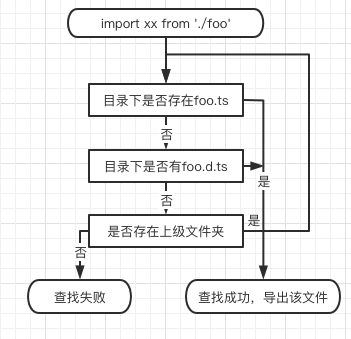 import xx from './foo'
目录下是否存在foo.ts
否
目录下是否有foo.d.ts
是
否
是否存在上级文件夹
是
否
查找失败
查找成功，导出该文件